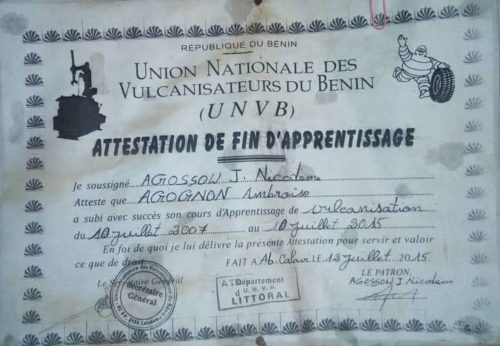 RÉPUBLIQUE DU BÉNIN
UNION NATIONALE DES
VULCANISATEURS DU BENIN
(UNVB)
ATTESTATION DE FIN D'APPRENTISSAGE
Je soussigné AGOSSOU J. Nicodème
Atteste que AGOGNON Ambroise
a subi avec succès son cours d'Apprentissage de vulcanisation
du 10 juillet 2007 au 10 juillet 2015
En foi de quoi je lui délivre la présente Attestation pour servir et valoir
ce que de droit.
FAIT A Ab. Calavi LE 12 juillet 2015
Le Secrétaire Général
LE PATRON
AGOSSOU J. Nicodème
Secrétaire
Général
Département
U.N.V.B
LITTORAL